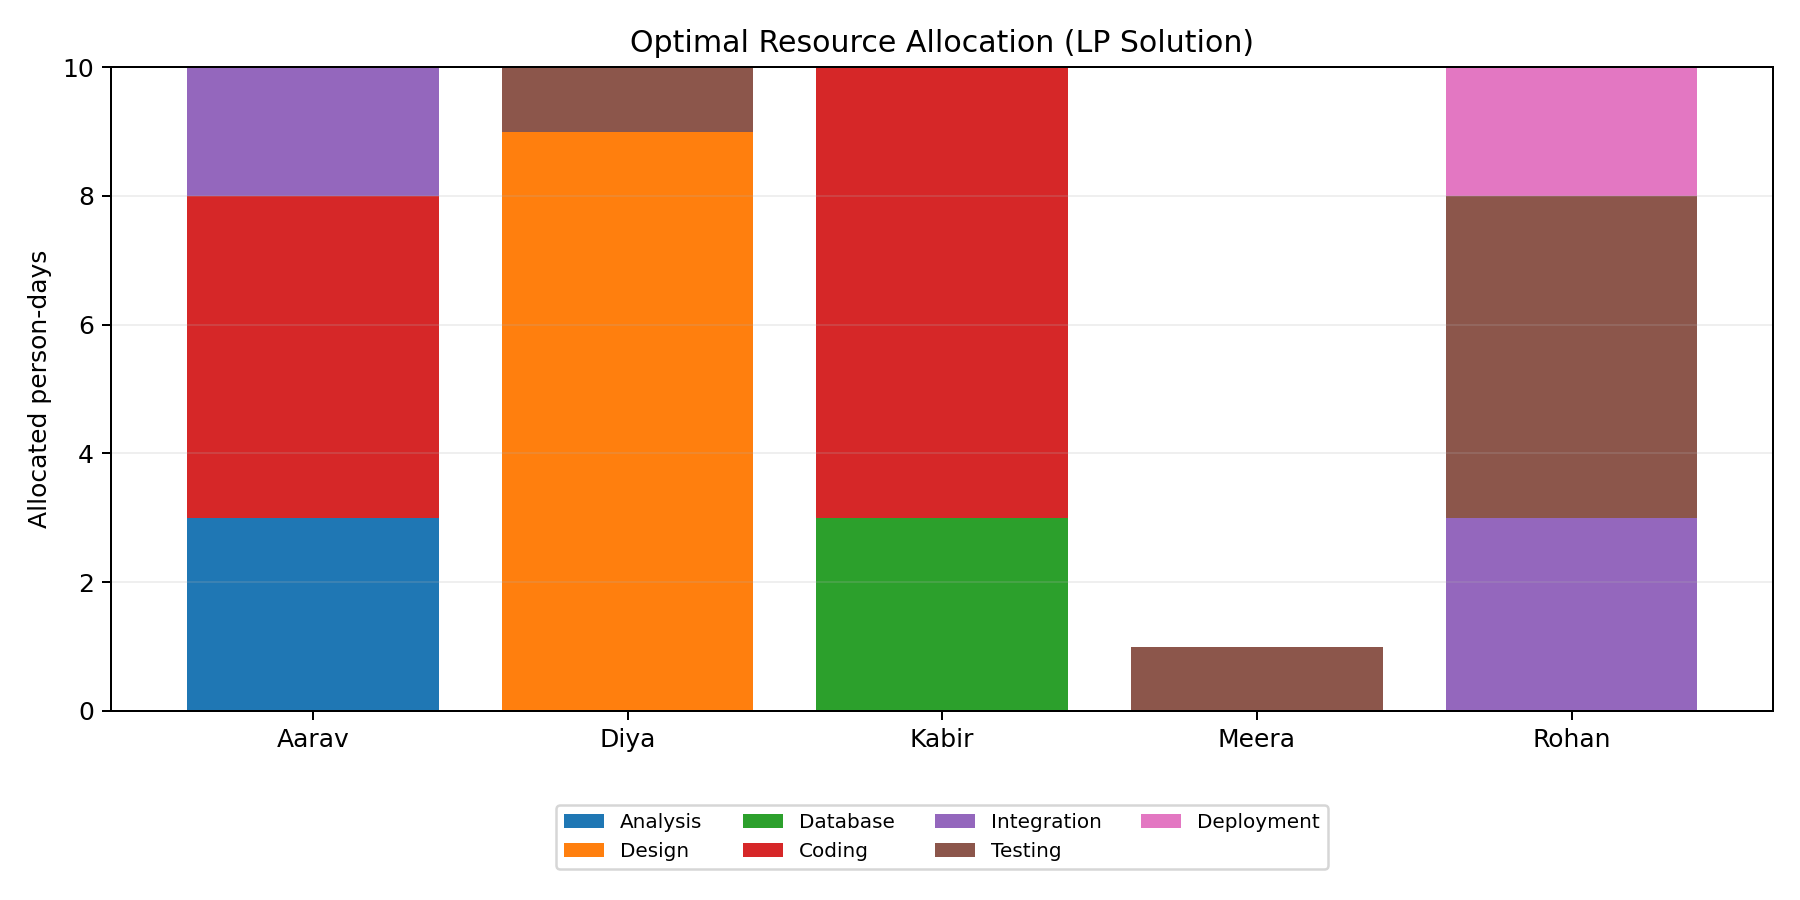 Optimal Resource Allocation (LP Solution)
10
8
6
4
2
0
Allocated person-days
Aarav Diya Kabir Meera Rohan
Analysis Database Integration Deployment
Design Coding Testing